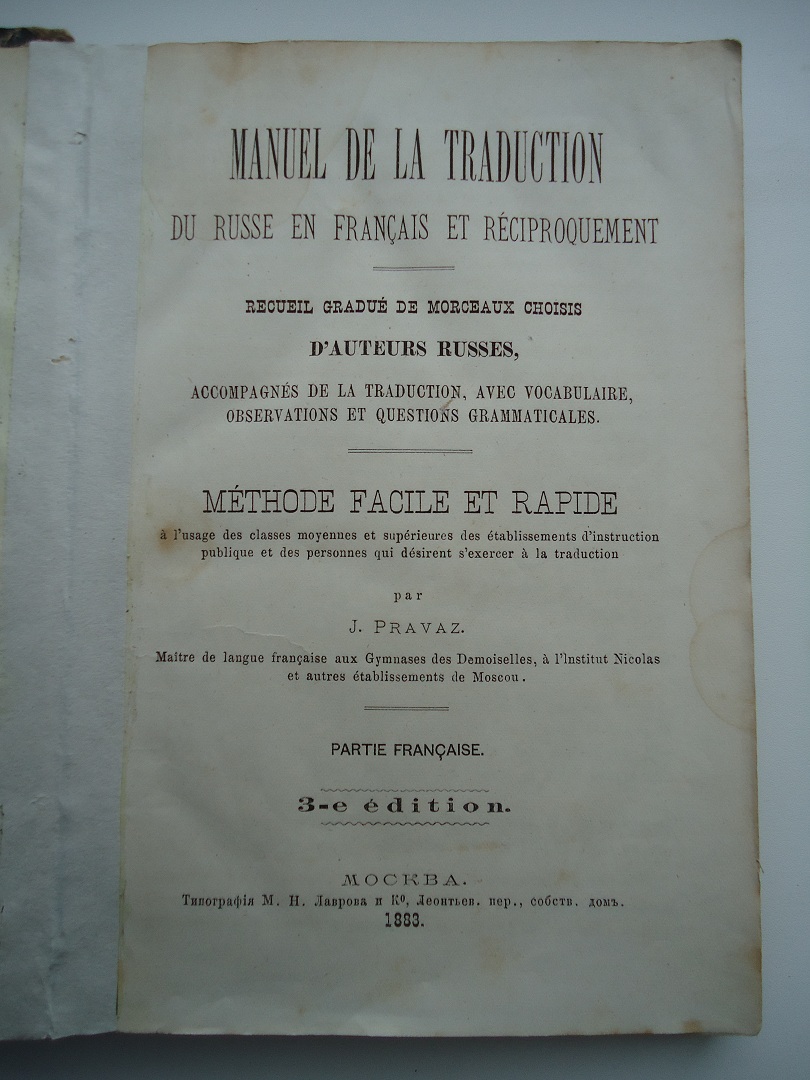 MANUEL DE LA TRADUCTION
DU RUSSE EN FRANÇAIS ET RÉCIPROQUEMENT
RECUEIL GRADUÉ DE MORCEAUX CHOISIS
D'AUTEURS RUSSES,
ACCOMPAGNÉS DE LA TRADUCTION, AVEC VOCABULAIRE,
OBSERVATIONS ET QUESTIONS GRAMMATICALES.
MÉTHODE FACILE ET RAPIDE
à l'usage des classes moyennes et supérieures des établissements d'instruction
publique et des personnes qui désirent s'exercer à la traduction
par
J. PRAVAZ.
Maître de langue française aux Gymnases des Demoiselles, à l'Institut Nicolas
et autres établissements de Moscou.
PARTIE FRANÇAISE.
3-e édition.
МОСКВА.
Типографія М. Н. Лаврова и Ко, Леонтьев. пер., собств. домъ.
1883.